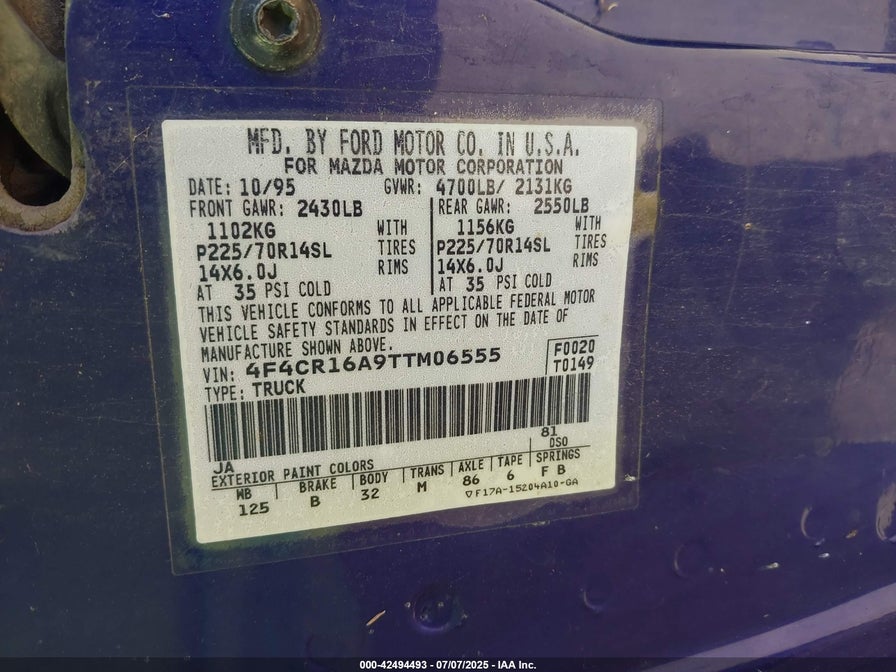 MFD. BY FORD MOTOR CO. IN U.S.A.
FOR MAZDA MOTOR CORPORATION
DATE: 10/95 GVWR: 4700LB/ 2131KG
FRONT GAWR: 2430LB REAR GAWR: 2550LB
1102KG WITH 1156KG WITH
P225/70R14SL TIRES P225/70R14SL TIRES
14X6.0J RIMS 14X6.0J RIMS
AT 35 PSI COLD AT 35 PSI COLD
THIS VEHICLE CONFORMS TO ALL APPLICABLE FEDERAL MOTOR
VEHICLE SAFETY STANDARDS IN EFFECT ON THE DATE OF
MANUFACTURE SHOWN ABOVE.
VIN: 4F4CR16A9TTM06555 F0020
TYPE: TRUCK T0149
81
JA DSO
EXTERIOR PAINT COLORS
WB BRAKE BODY TRANS AXLE TAPE SPRINGS
125 B 32 M 86 6 F B
▽F17A-15204A10-GA
000-42494493 - 07/07/2025 - IAA Inc.